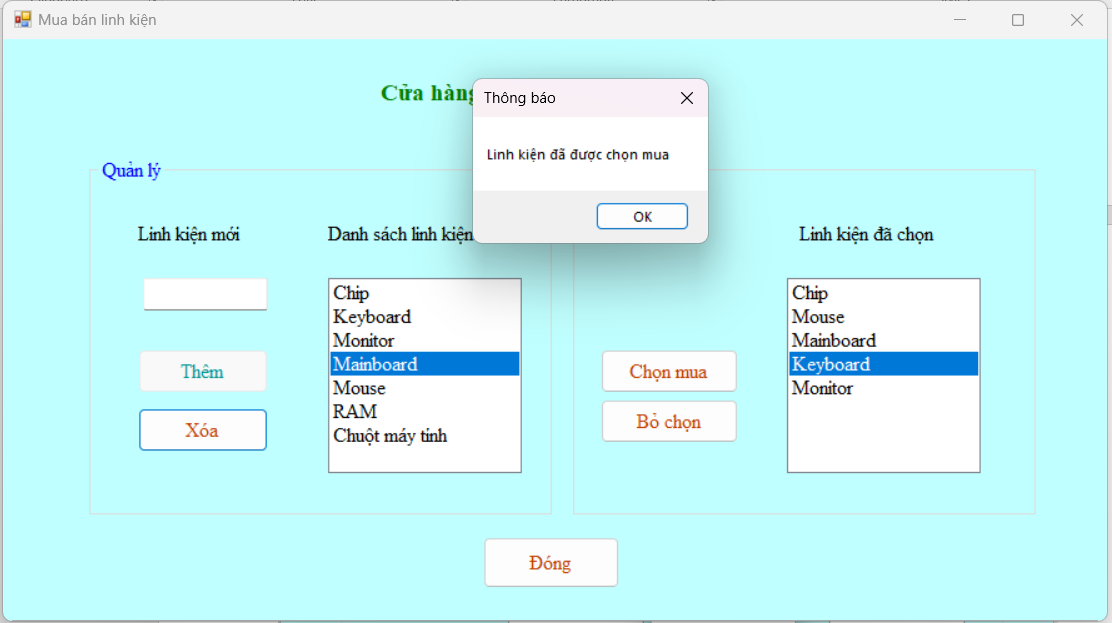 Mua bán linh kiện
Cửa hàng
Thông báo
Linh kiện đã được chọn mua
OK
Quản lý
Linh kiện mới
Danh sách linh kiện
Linh kiện đã chọn
Chip
Keyboard
Monitor
Mainboard
Mouse
RAM
Chuột máy tính
Thêm
Xóa
Chọn mua
Bỏ chọn
Chip
Mouse
Mainboard
Keyboard
Monitor
Đóng